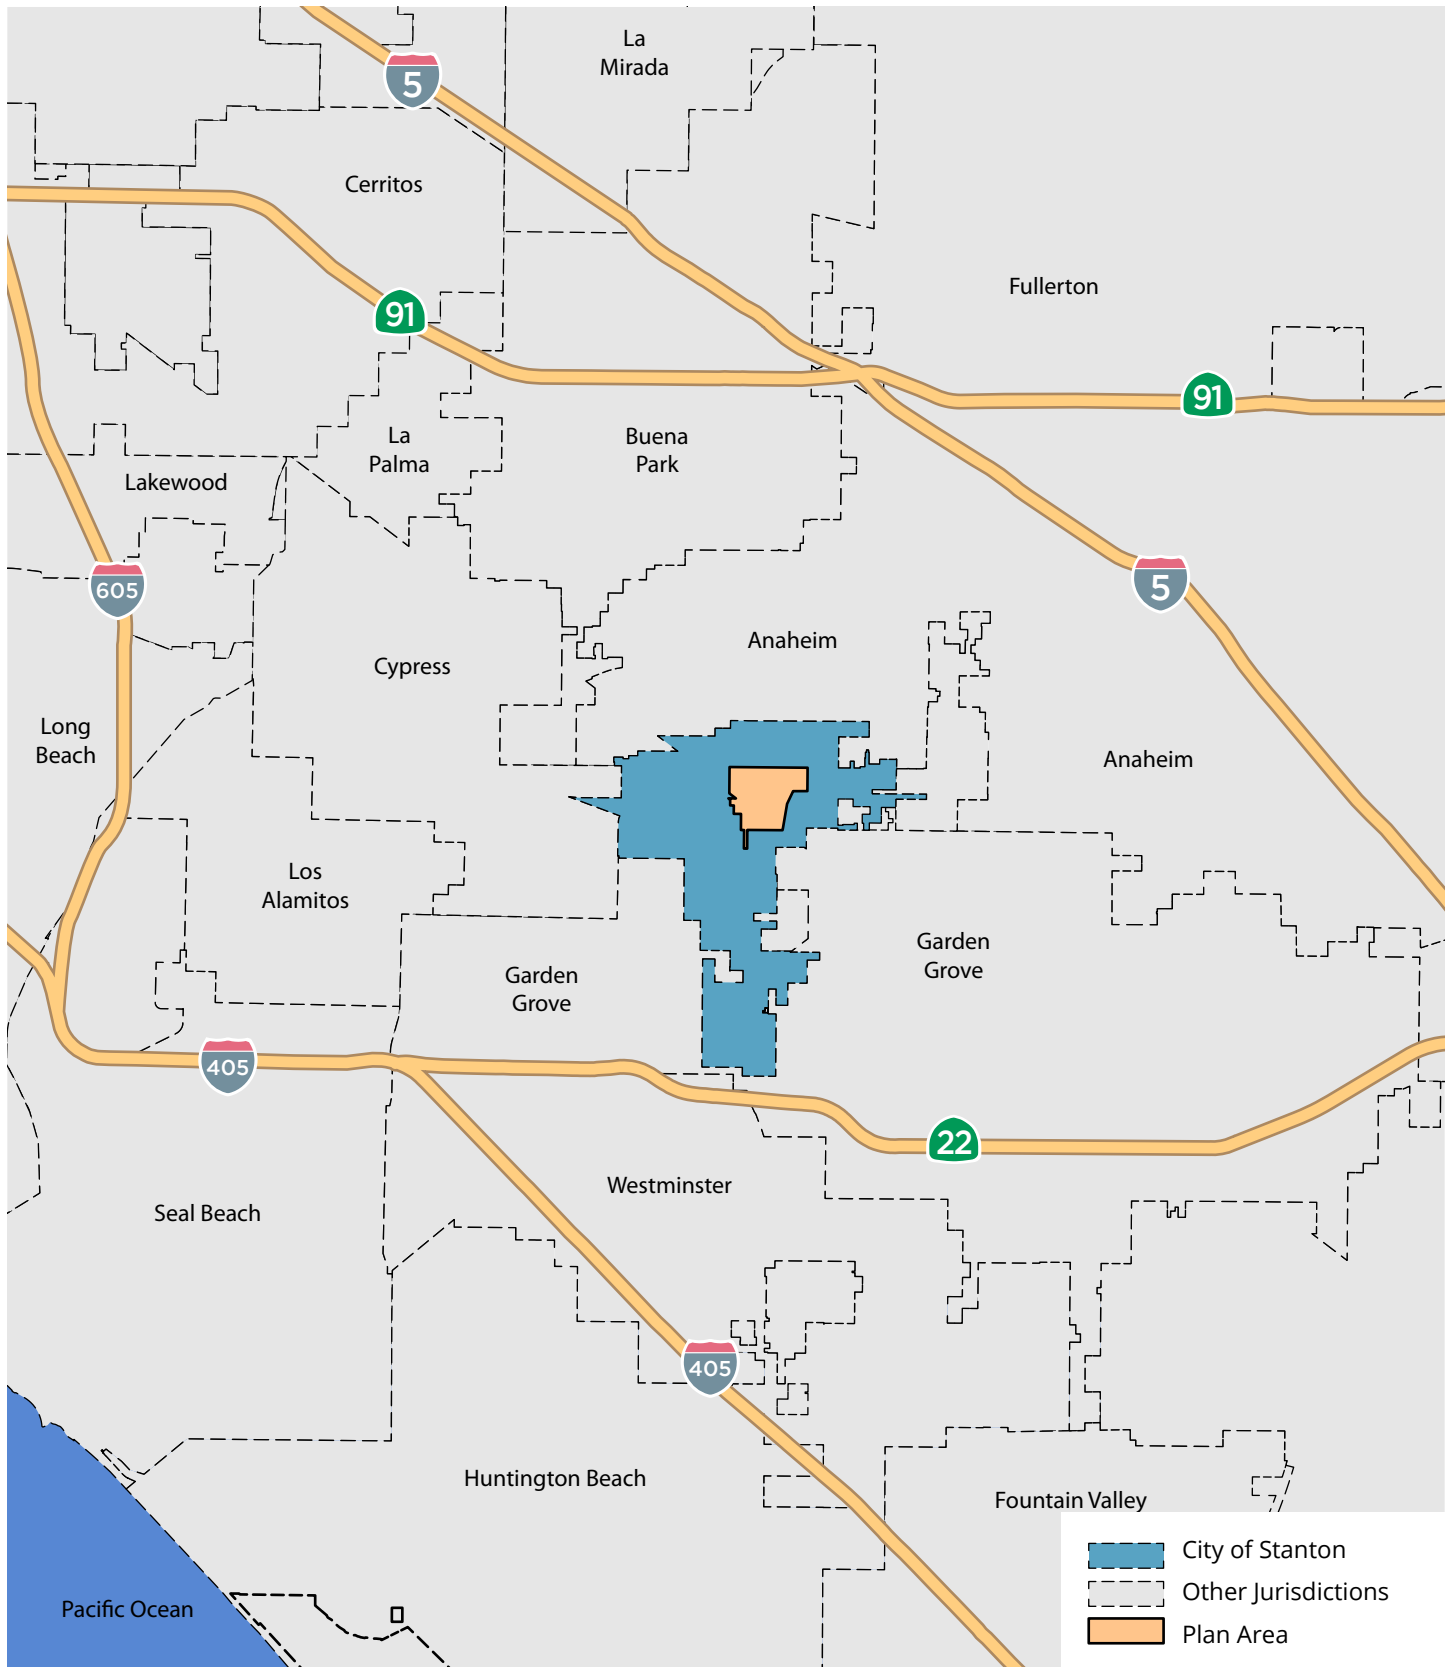 La
Mirada
5
Cerritos
Fullerton
91
91
La
Palma
Buena
Park
Lakewood
605
5
Anaheim
Cypress
Long
Beach
Anaheim
Los
Alamitos
Garden
Grove
Garden
Grove
405
22
Westminster
Seal Beach
405
Huntington Beach
Fountain Valley
Pacific Ocean
City of Stanton
Other Jurisdictions
Plan Area